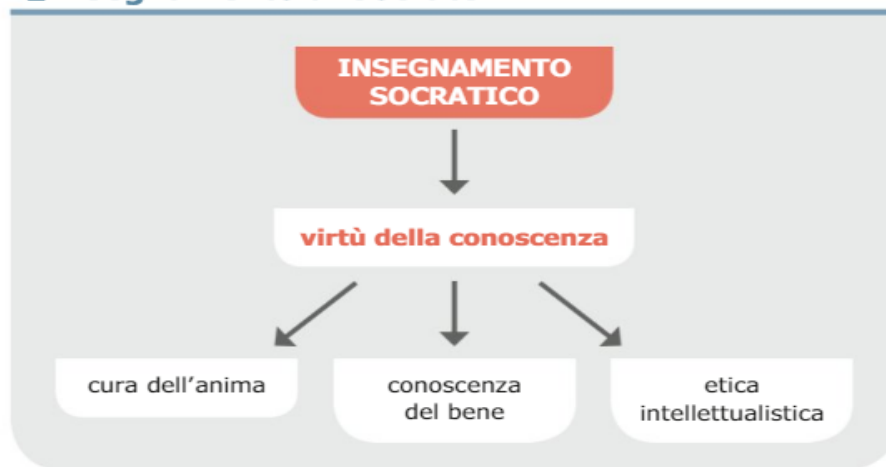 INSEGNAMENTO
SOCRATICO
virtù della conoscenza
cura dell'anima
conoscenza
del bene
etica
intellettualistica